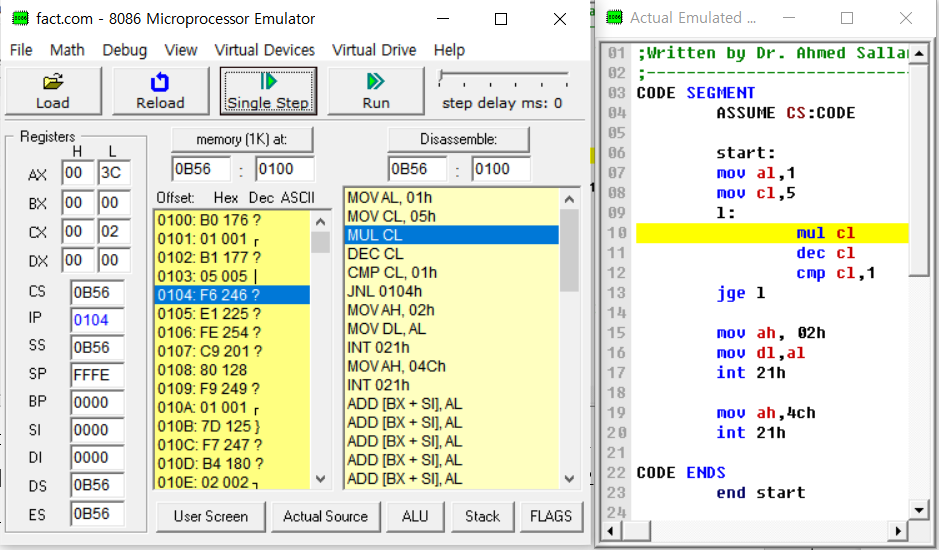 fact.com - 8086 Microprocessor Emulator
File Math Debug View Virtual Devices Virtual Drive Help
Load Reload Single Step Run
step delay ms: 0
Registers
H L
AX 00 3C
BX 00 00
CX 00 02
DX 00 00
CS 0B56
IP 0104
SS 0B56
SP FFFE
BP 0000
SI 0000
DI 0000
DS 0B56
ES 0B56
memory (1K) at:
0B56 : 0100
Offset: Hex Dec ASCII
0100: B0 176 ?
0101: 01 001 ┌
0102: B1 177 ?
0103: 05 005 |
0104: F6 246 ?
0105: E1 225 ?
0106: FE 254 ?
0107: C9 201 ?
0108: 80 128
0109: F9 249 ?
010A: 01 001 ┌
010B: 7D 125 }
010C: F7 247 ?
010D: B4 180 ?
010E: 02 002 ┐
Disassemble:
0B56 : 0100
MOV AL, 01h
MOV CL, 05h
MUL CL
DEC CL
CMP CL, 01h
JNL 0104h
MOV AH, 02h
MOV DL, AL
INT 021h
MOV AH, 04Ch
INT 021h
ADD [BX + SI], AL
ADD [BX + SI], AL
ADD [BX + SI], AL
ADD [BX + SI], AL
ADD [BX + SI], AL
User Screen Actual Source ALU Stack FLAGS
Actual Emulated ...
01 ;Written by Dr. Ahmed Sallam
02 ;-----------------------------
03 CODE SEGMENT
04 ASSUME CS:CODE
05
06 start:
07 mov al,1
08 mov cl,5
09 l:
10 mul cl
11 dec cl
12 cmp cl,1
13 jge l
14
15 mov ah, 02h
16 mov dl,al
17 int 21h
18
19 mov ah,4ch
20 int 21h
21
22 CODE ENDS
23 end start
24